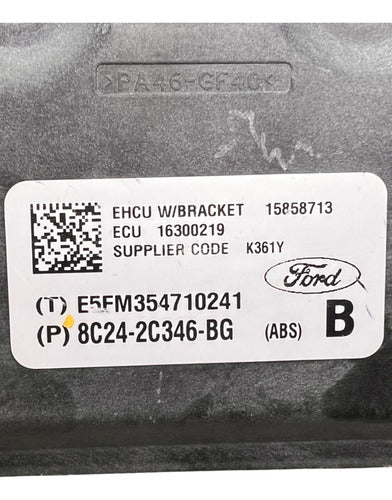 >PA46-GF40<
EHCU W/BRACKET 15858713
ECU 16300219
SUPPLIER CODE K361Y
Ford
(T) E5FM354710241
(P) 8C24-2C346-BG (ABS) B